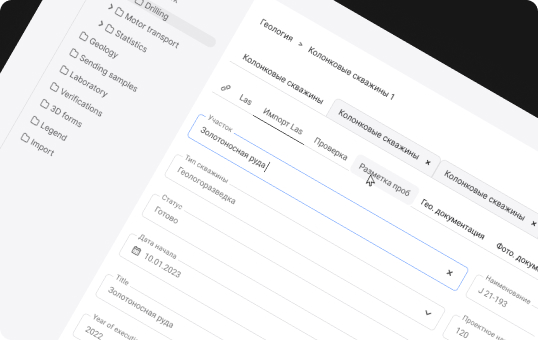 Drilling
Motor transport
Statistics
Geology
Sending samples
Laboratory
Verifications
3D forms
Legend
Import
Геология > Колонковые скважины 1
Колонковые скважины
Колонковые скважины ×
Колонковые скважины ×
Las
Импорт Las
Проверка
Разметка проб
Гео. документация
Фото. докум
Участок
Золотоносная руда
Тип скважины
Геологоразведка
Статус
Готово
Дата начала
10.01.2023
Title
Золотоносная руда
Year of execu
2022
Наименование
J 21-193
120